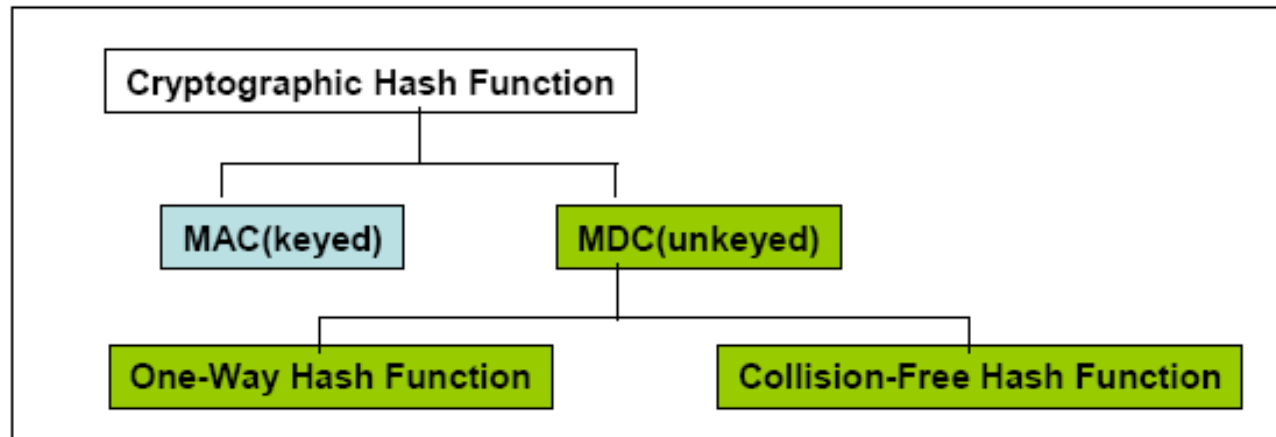 Cryptographic Hash Function
MAC(keyed)
MDC(unkeyed)
One-Way Hash Function
Collision-Free Hash Function